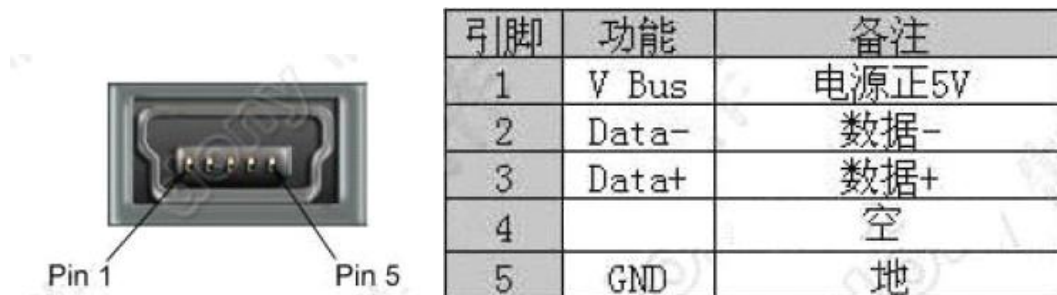 引脚 功能 备注
1 V Bus 电源正5V
2 Data- 数据-
3 Data+ 数据+
4 空
5 GND 地
Pin 1 Pin 5